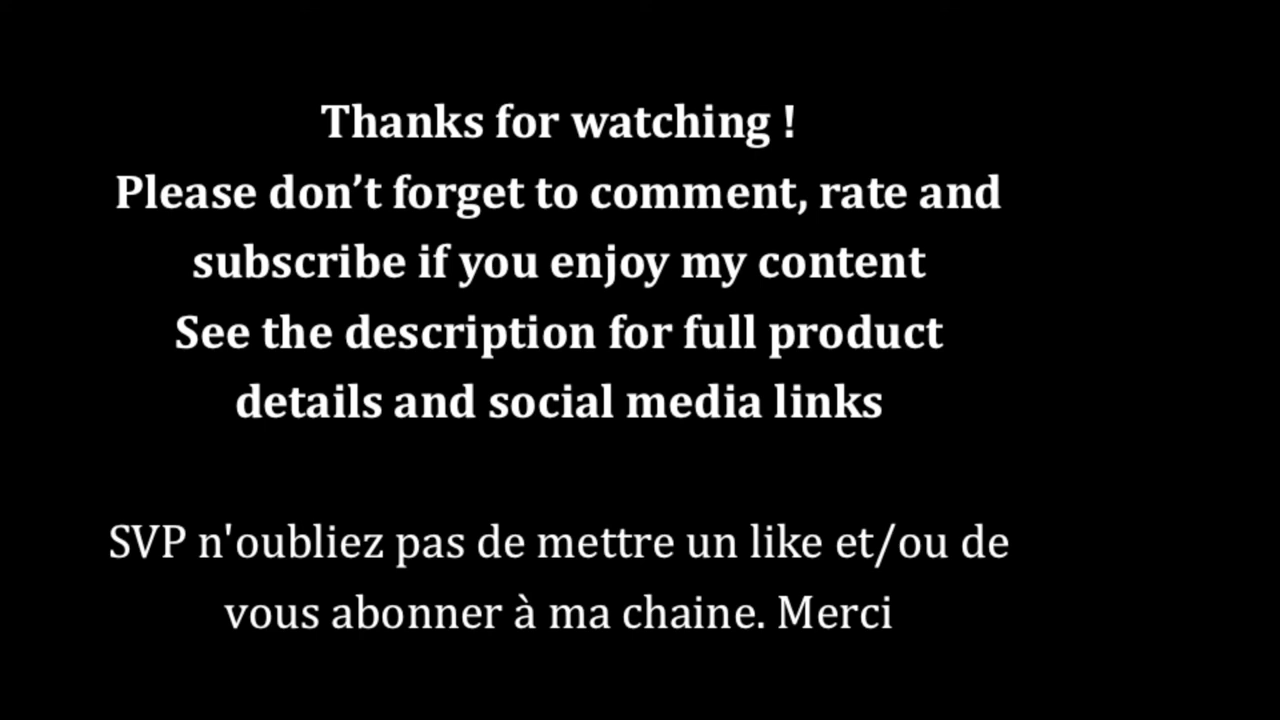 Thanks for watching !
Please don’t forget to comment, rate and
subscribe if you enjoy my content
See the description for full product
details and social media links
SVP n'oubliez pas de mettre un like et/ou de
vous abonner à ma chaine. Merci